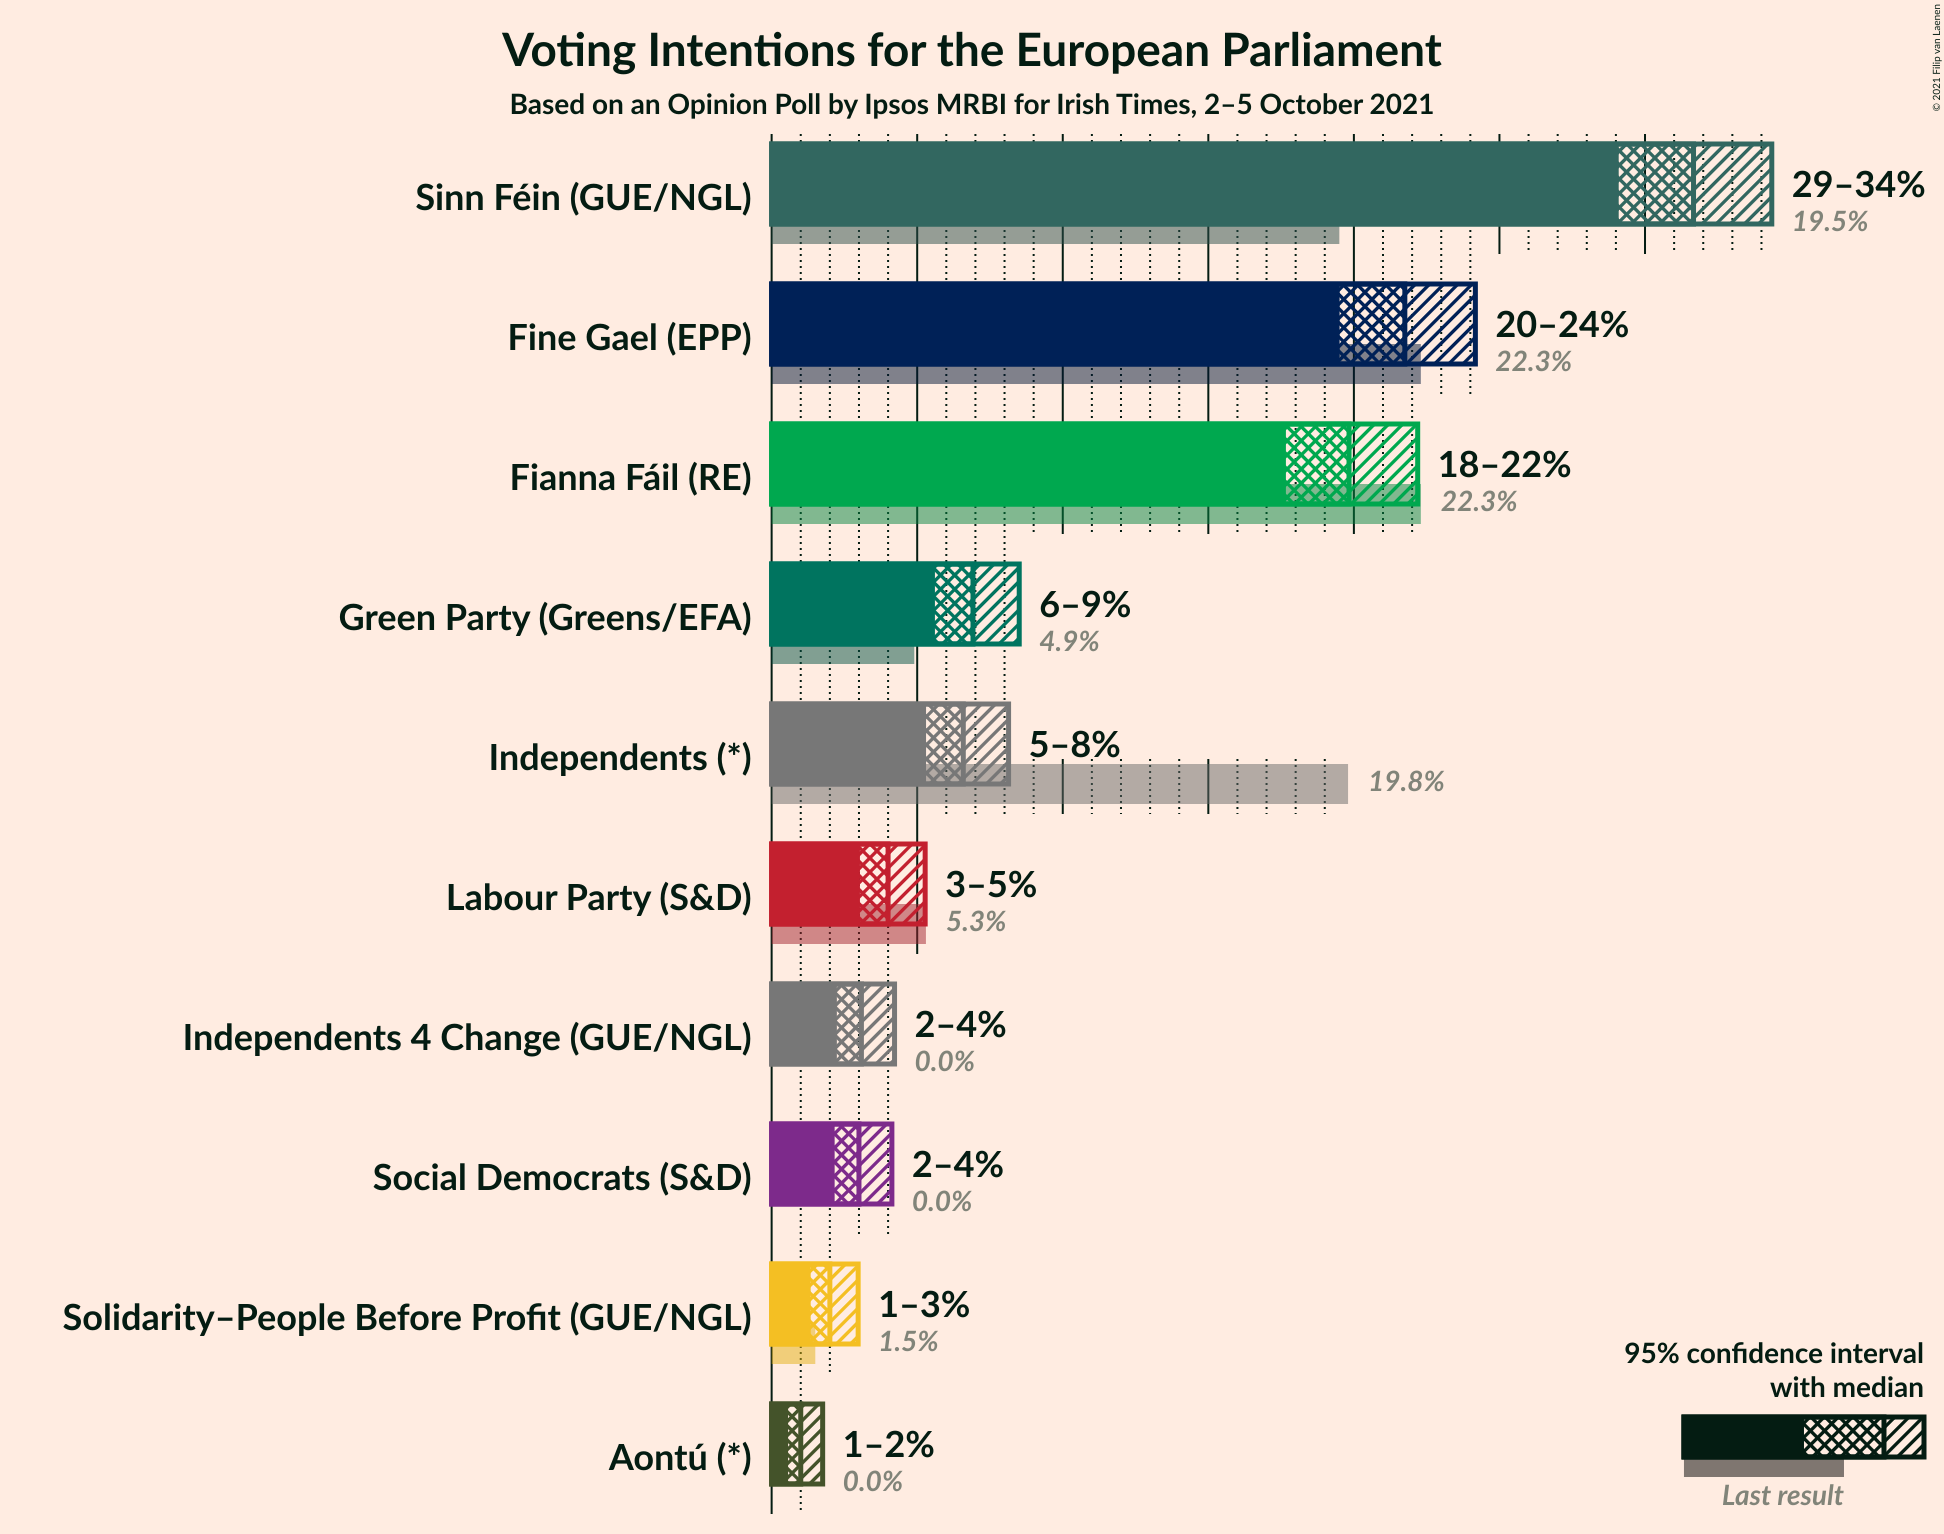 Voting Intentions for the European Parliament
Based on an Opinion Poll by Ipsos MRBI for Irish Times, 2–5 October 2021
© 2021 Filip van Laenen
Sinn Féin (GUE/NGL)
29–34%
19.5%
Fine Gael (EPP)
20–24%
22.3%
Fianna Fáil (RE)
18–22%
22.3%
Green Party (Greens/EFA)
6–9%
4.9%
Independents (*)
5–8%
19.8%
Labour Party (S&D)
3–5%
5.3%
Independents 4 Change (GUE/NGL)
2–4%
0.0%
Social Democrats (S&D)
2–4%
0.0%
Solidarity–People Before Profit (GUE/NGL)
1–3%
1.5%
Aontú (*)
1–2%
0.0%
95% confidence interval
with median
Last result